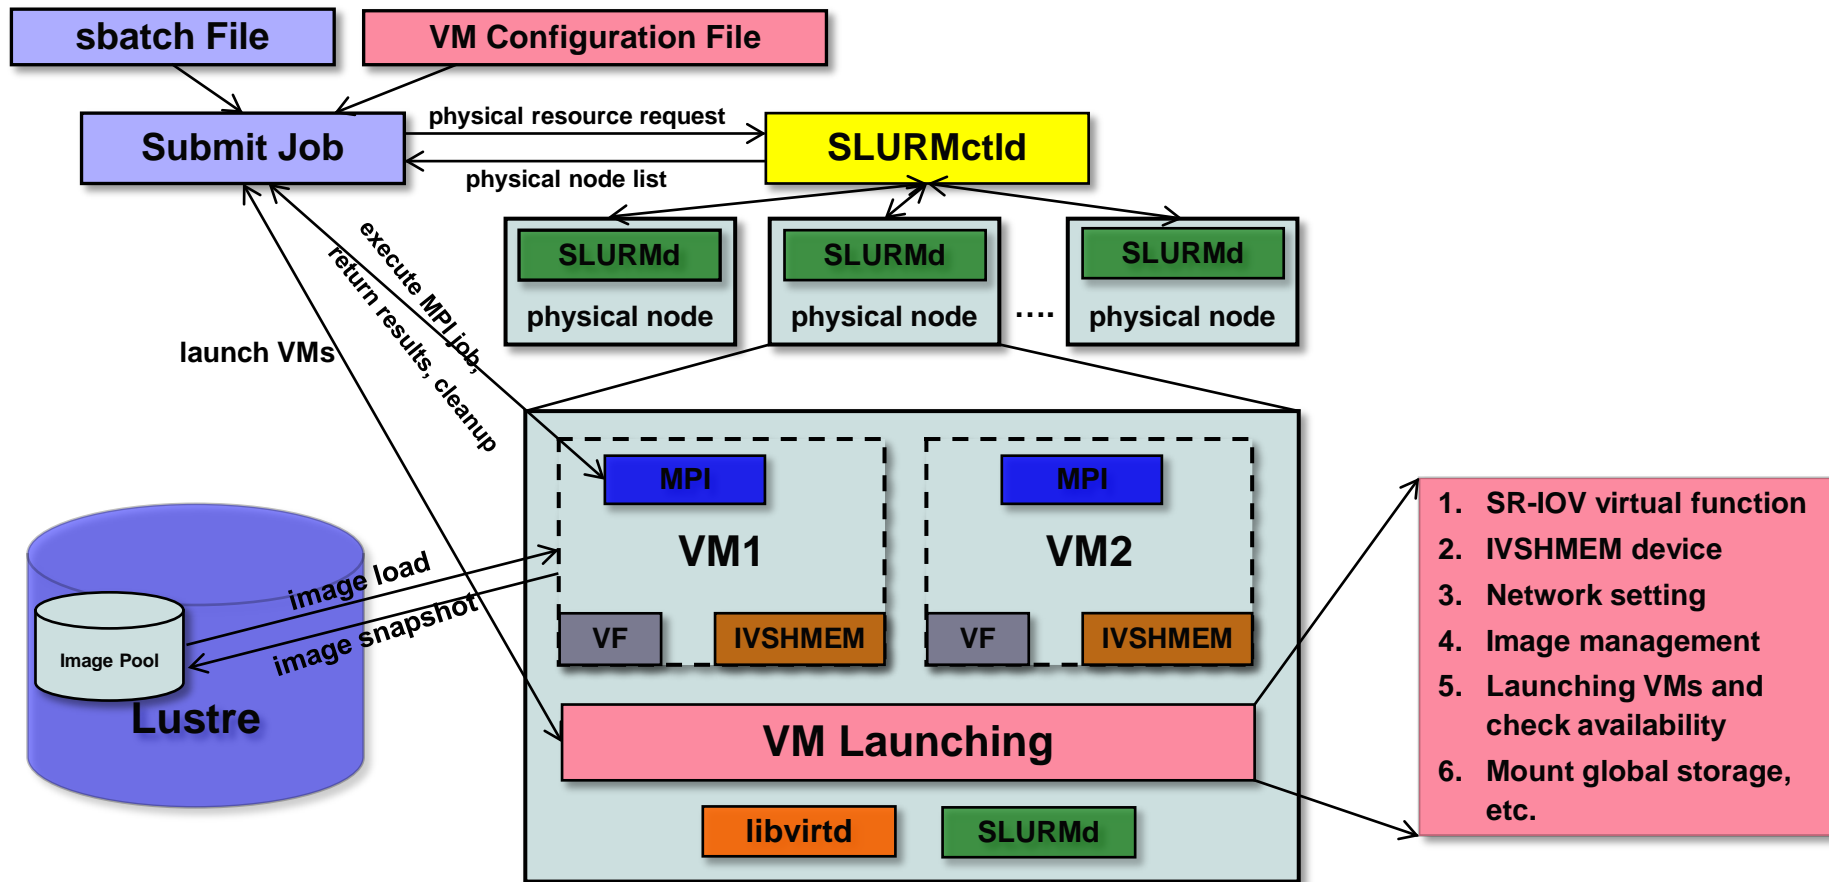 sbatch File
VM Configuration File
Submit Job
physical resource request
physical node list
SLURMctld
SLURMd
physical node
SLURMd
physical node
....
SLURMd
physical node
execute MPI job,
return results, cleanup
launch VMs
MPI
VM1
VF
IVSHMEM
MPI
VM2
VF
IVSHMEM
image load
image snapshot
Image Pool
Lustre
VM Launching
libvirtd
SLURMd
1. SR-IOV virtual function
2. IVSHMEM device
3. Network setting
4. Image management
5. Launching VMs and
check availability
6. Mount global storage,
etc.